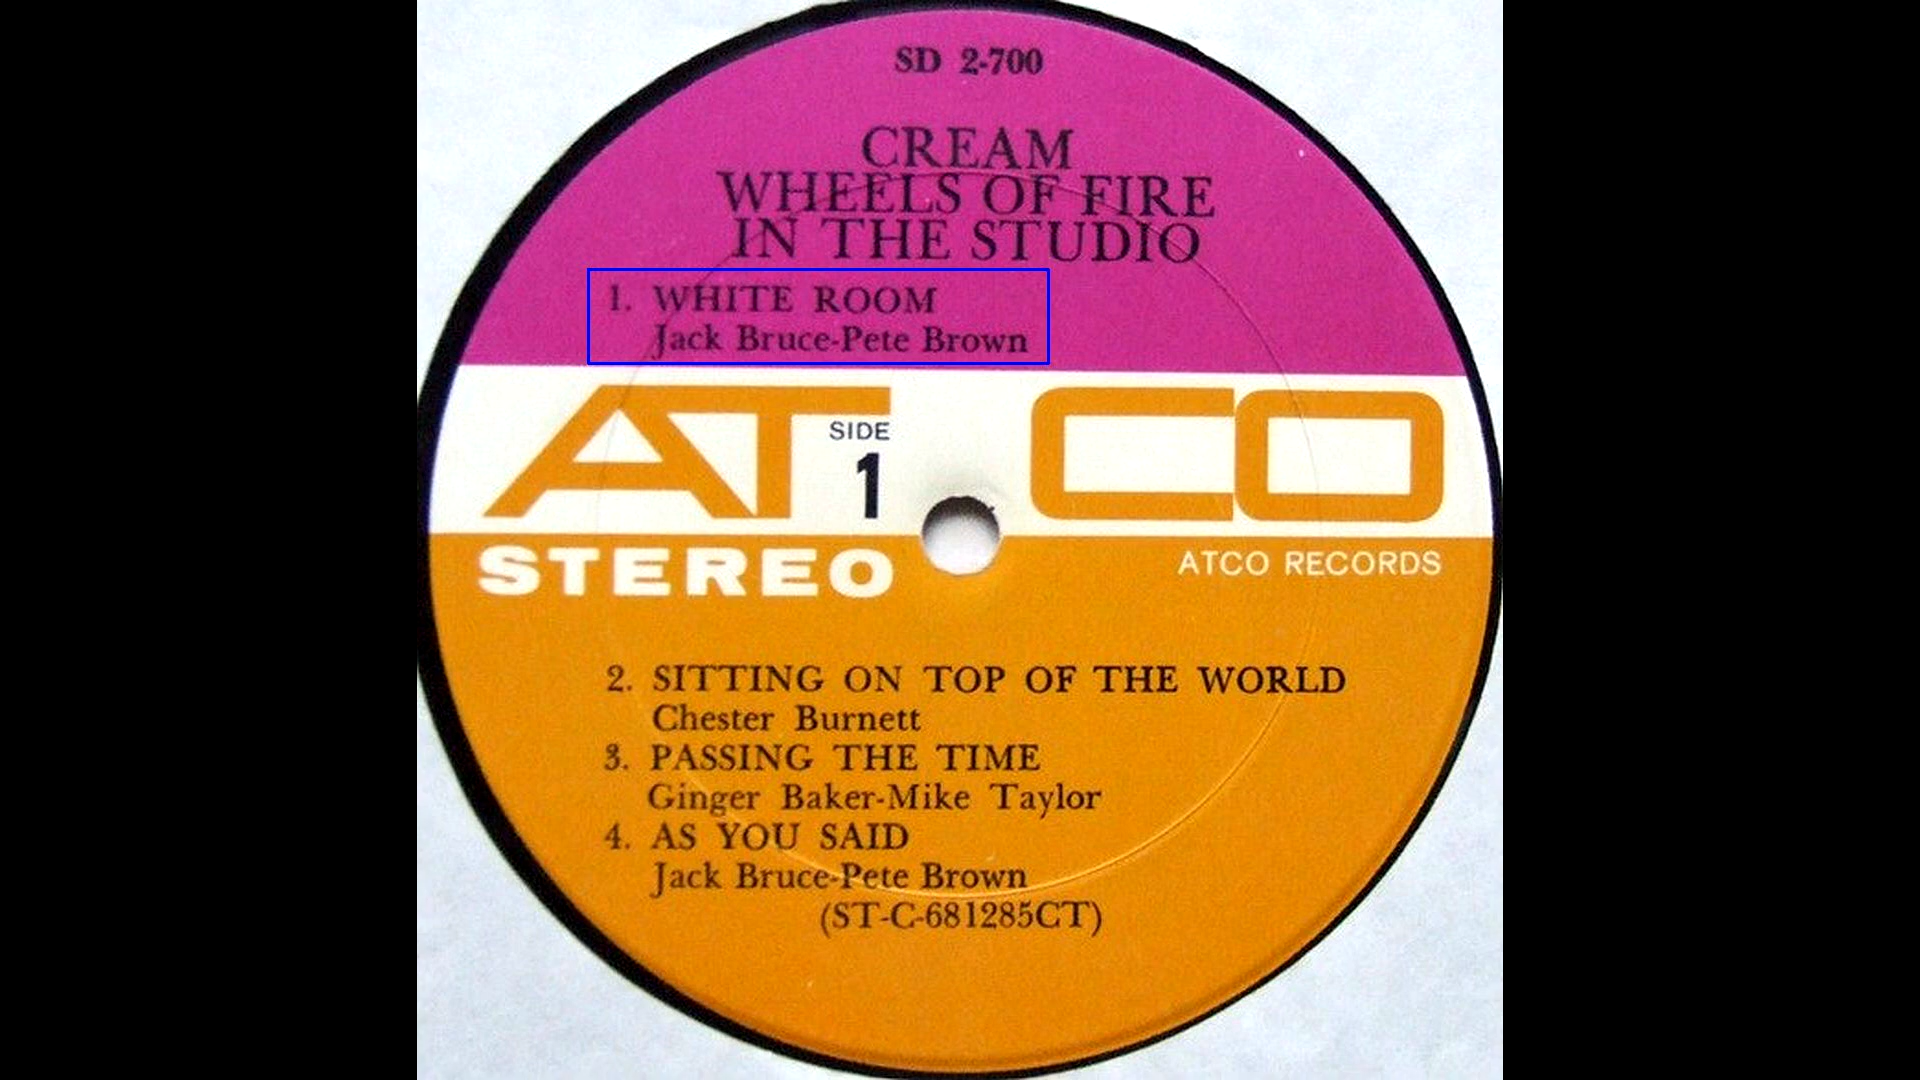 SD 2-700
CREAM
WHEELS OF FIRE
IN THE STUDIO
1. WHITE ROOM
Jack Bruce-Pete Brown
ATCO
SIDE
1
STEREO
ATCO RECORDS
2. SITTING ON TOP OF THE WORLD
Chester Burnett
3. PASSING THE TIME
Ginger Baker-Mike Taylor
4. AS YOU SAID
Jack Bruce-Pete Brown
(ST-C-681285CT)